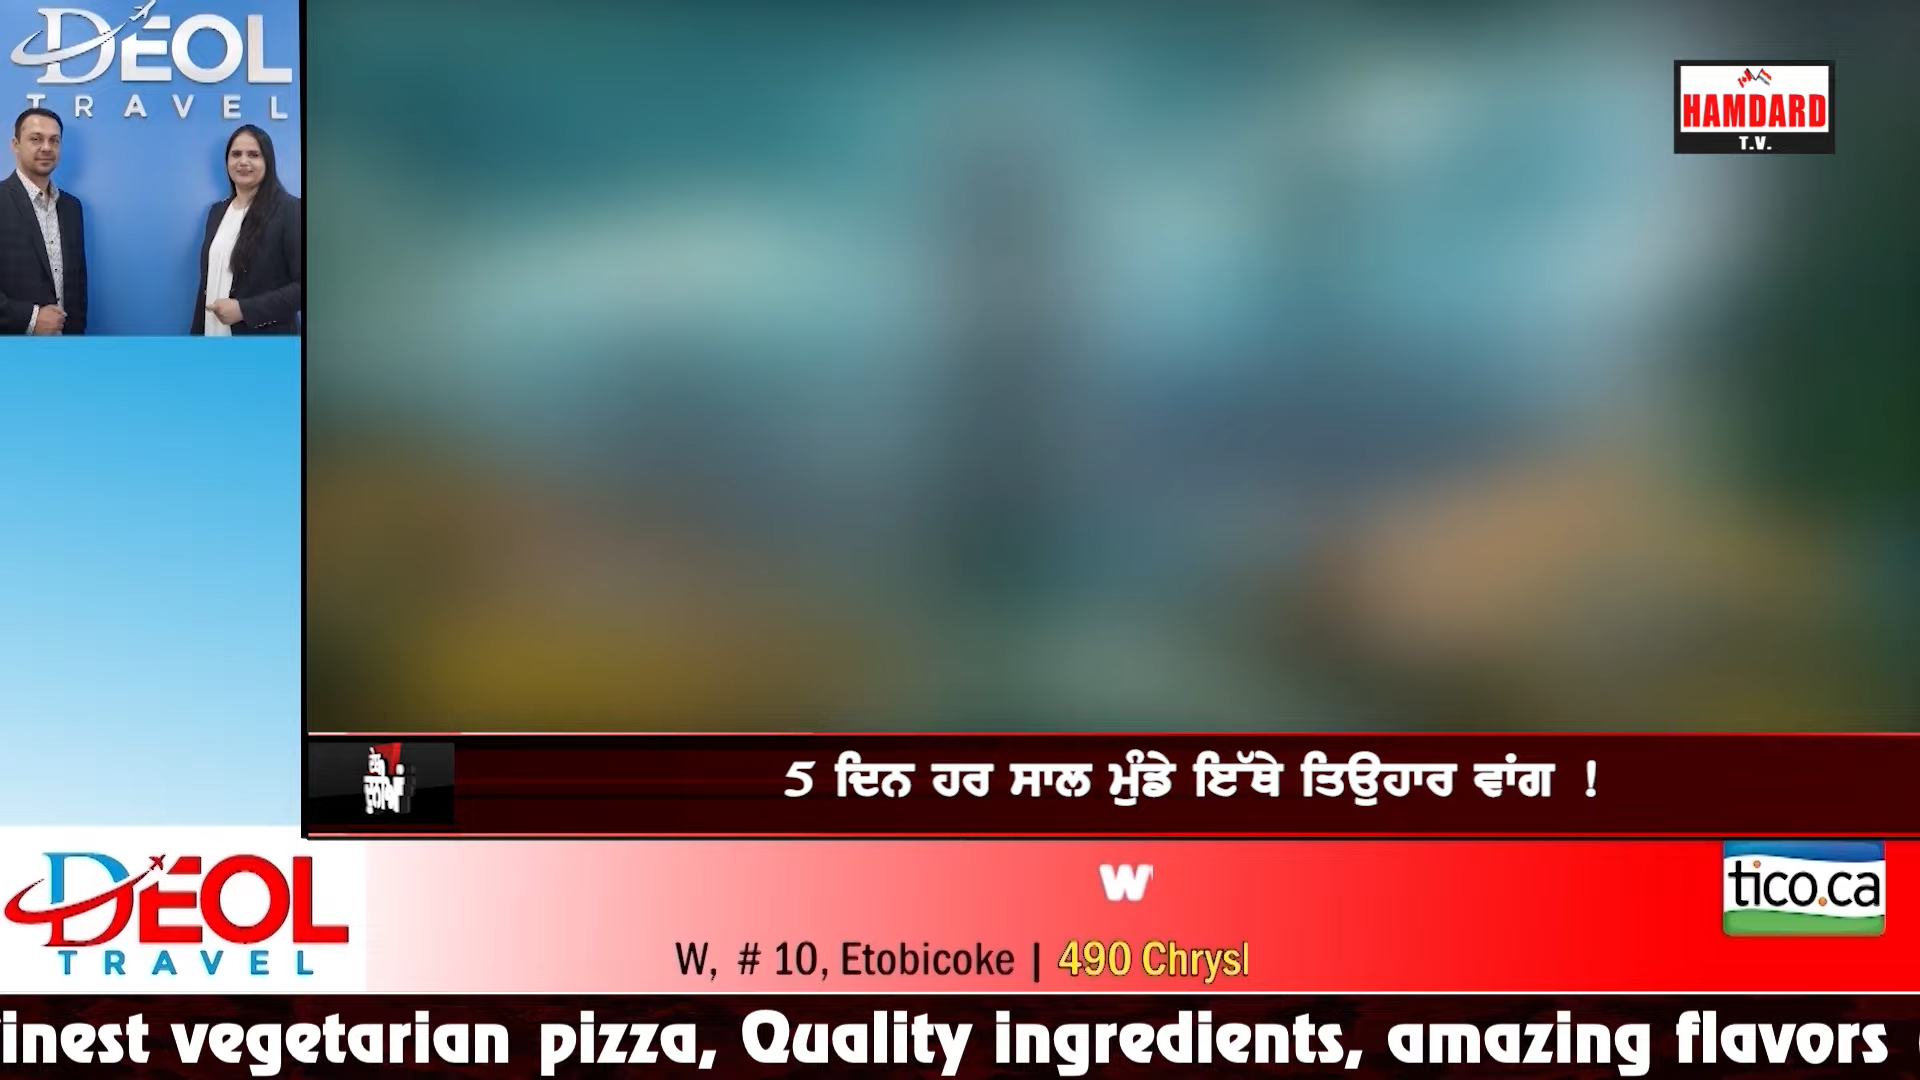 DEOL
TRAVEL
HAMDARD
T.V.
5 ਦਿਨ ਹਰ ਸਾਲ ਮੁੰਡੇ ਇੱਥੇ ਤਿਉਹਾਰ ਵਾਂਗ !
DEOL
TRAVEL
W
W, # 10, Etobicoke | 490 Chrysl
tico.ca
inest vegetarian pizza, Quality ingredients, amazing flavors